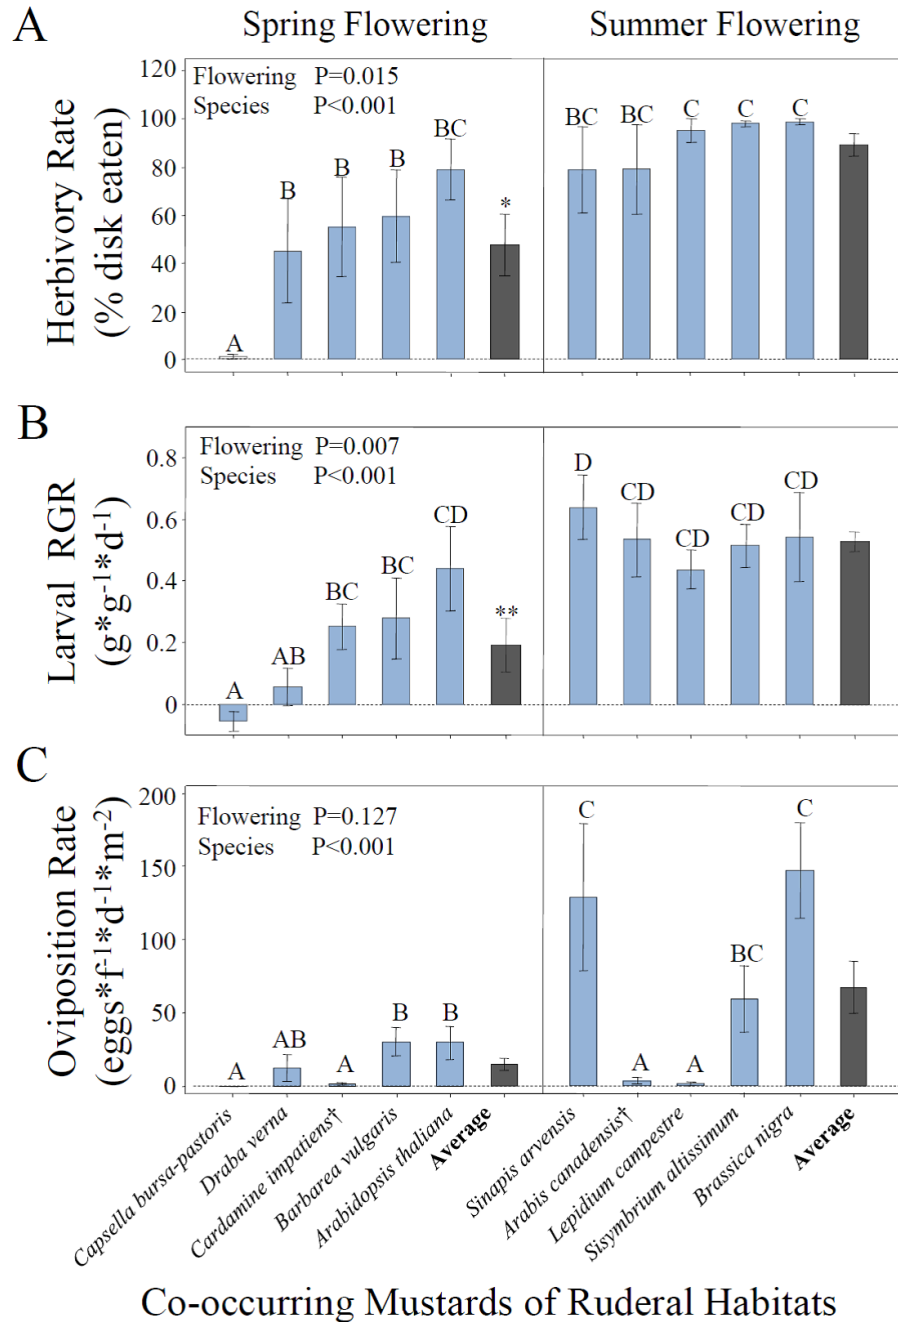 A
Spring Flowering
Summer Flowering
Herbivory Rate
(% disk eaten)
120
100
80
60
40
20
0
Flowering P=0.015
Species P<0.001
A
B
B
B
BC
*
BC
BC
C
C
C
B
Larval RGR
(g*g⁻¹*d⁻¹)
0.8
0.6
0.4
0.2
0
Flowering P=0.007
Species P<0.001
A
AB
BC
BC
CD
**
D
CD
CD
CD
CD
C
Oviposition Rate
(eggs*f⁻¹*d⁻¹*m⁻²)
200
150
100
50
0
Flowering P=0.127
Species P<0.001
A
AB
A
B
B
C
A
A
BC
C
Capsella bursa-pastoris
Draba verna
Cardamine impatiens†
Barbarea vulgaris
Arabidopsis thaliana
Average
Sinapis arvensis
Arabis canadensis†
Lepidium campestre
Sisymbrium altissimum
Brassica nigra
Average
Co-occurring Mustards of Ruderal Habitats